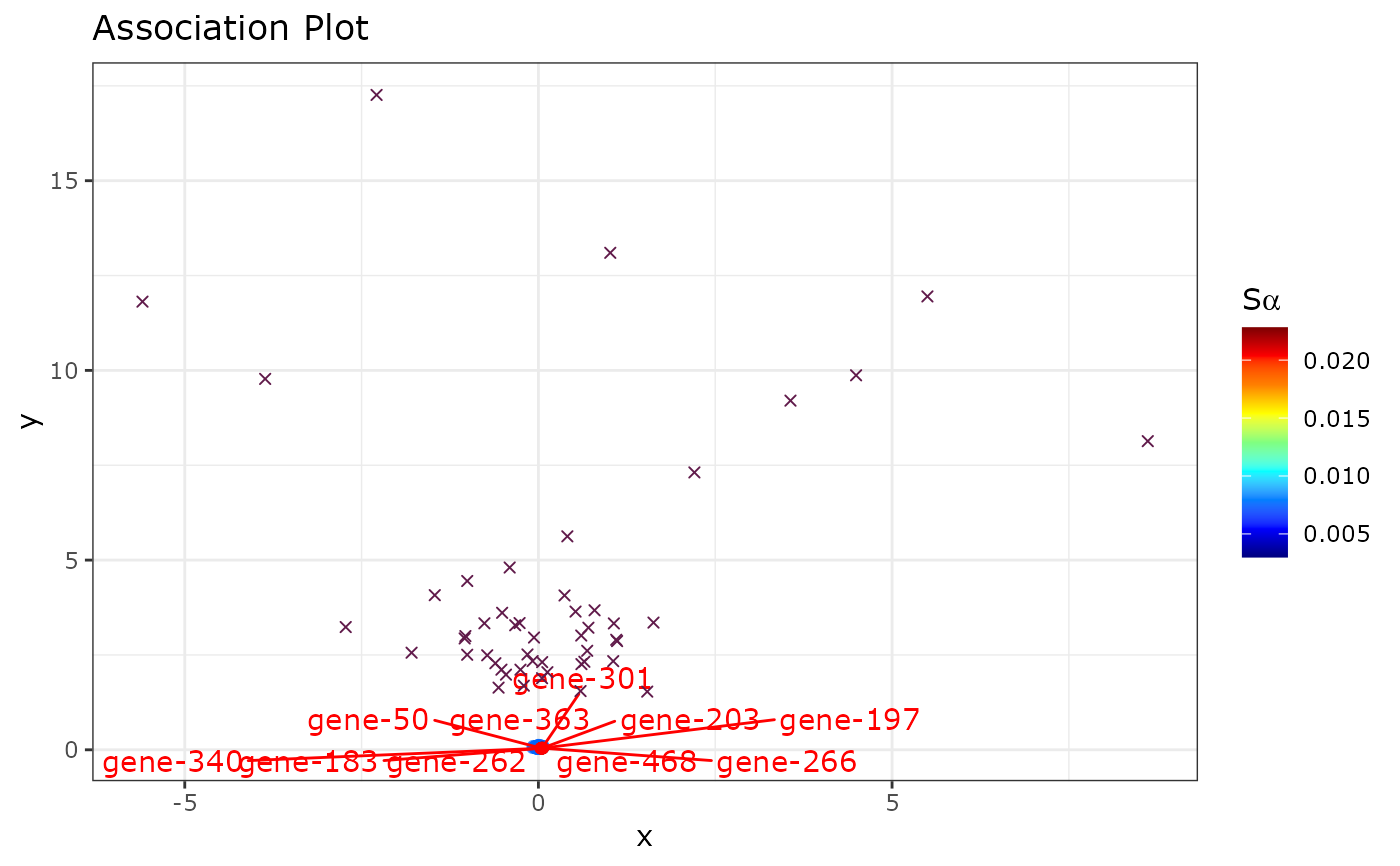 Association Plot
15
10
5
0
y
gene-301
gene-50 gene-363 gene-203 gene-197
gene-340 gene-183 gene-262 gene-468 gene-266
-5 0 5
x
Sα
0.020
0.015
0.010
0.005